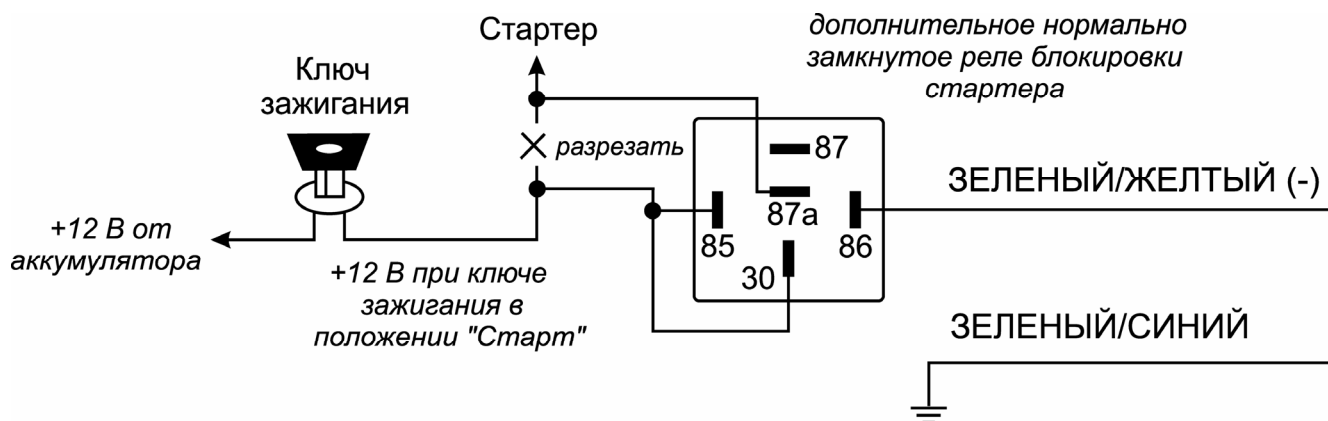 Стартер
дополнительное нормально
замкнутое реле блокировки
стартера
Ключ
зажигания
разрезать
87
87а
85
86
30
ЗЕЛЕНЫЙ/ЖЕЛТЫЙ (-)
+12 В от
аккумулятора
+12 В при ключе
зажигания в
положении "Старт"
ЗЕЛЕНЫЙ/СИНИЙ